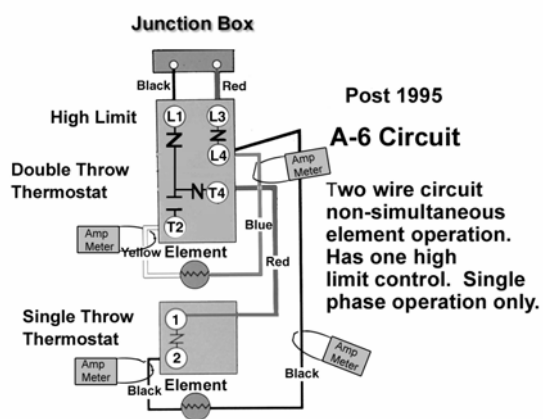 Junction Box
Black
Red
Post 1995
High Limit
L1
L3
A-6 Circuit
L4
Amp
Meter
Double Throw
Thermostat
T4
Two wire circuit
non-simultaneous
element operation.
Has one high
limit control. Single
phase operation only.
T2
Amp
Meter
Yellow
Element
Blue
Red
Single Throw
Thermostat
1
2
Amp
Meter
Black
Element
Black
Amp
Meter